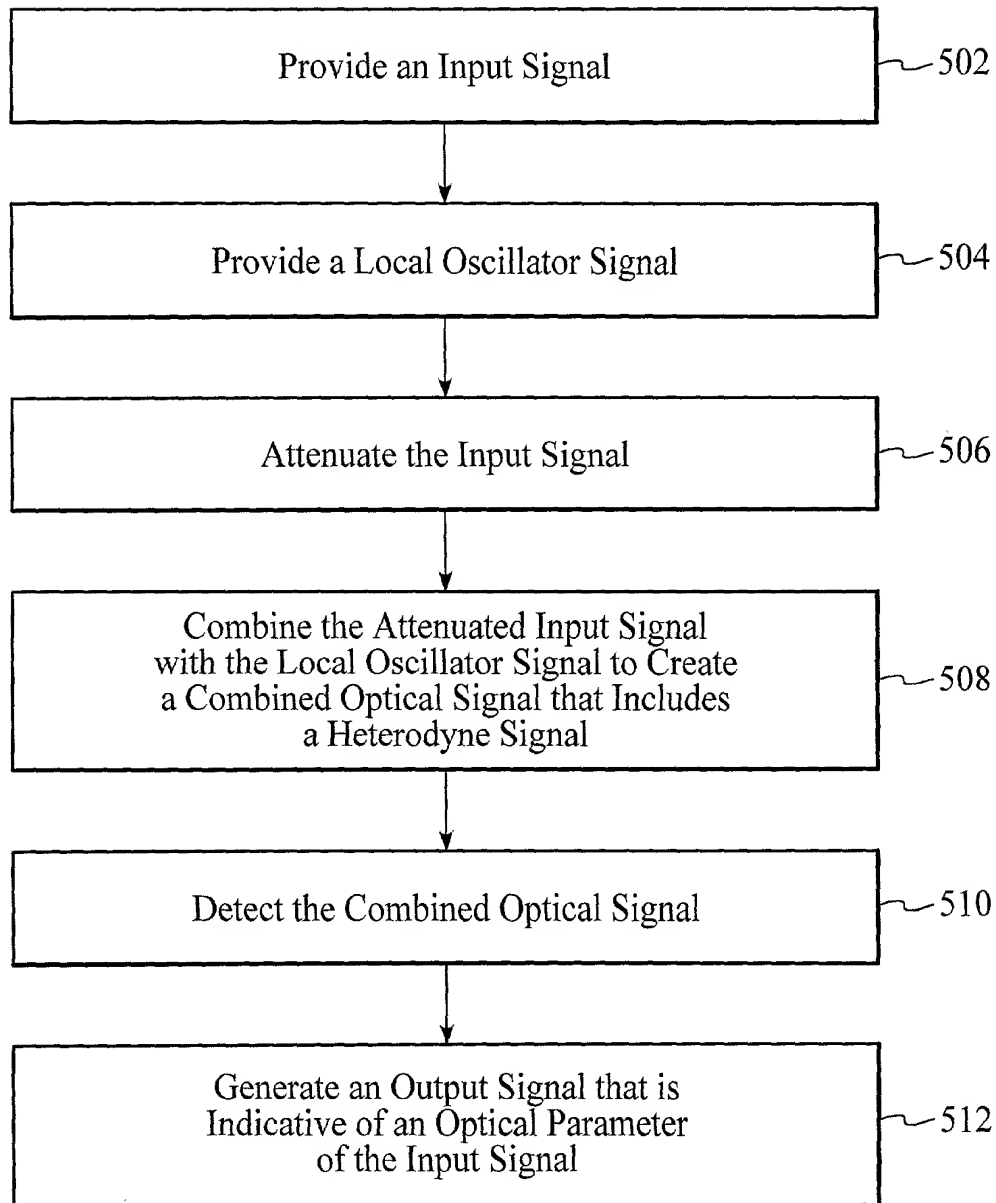 Provide an Input Signal
502
Provide a Local Oscillator Signal
504
Attenuate the Input Signal
506
Combine the Attenuated Input Signal
with the Local Oscillator Signal to Create
a Combined Optical Signal that Includes
a Heterodyne Signal
508
Detect the Combined Optical Signal
510
Generate an Output Signal that is
Indicative of an Optical Parameter
of the Input Signal
512